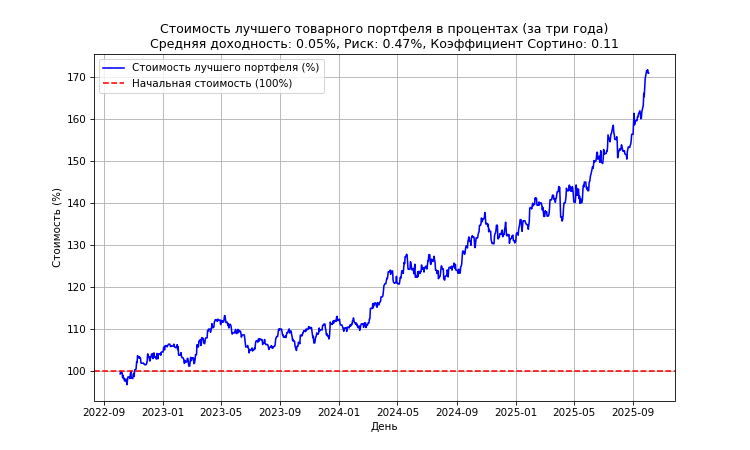 Стоимость лучшего товарного портфеля в процентах (за три года)
Средняя доходность: 0.05%, Риск: 0.47%, Коэффициент Сортино: 0.11
Стоимость лучшего портфеля (%)
Начальная стоимость (100%)
Стоимость (%)
170
160
150
140
130
120
110
100
2022-09 2023-01 2023-05 2023-09 2024-01 2024-05 2024-09 2025-01 2025-05 2025-09
День